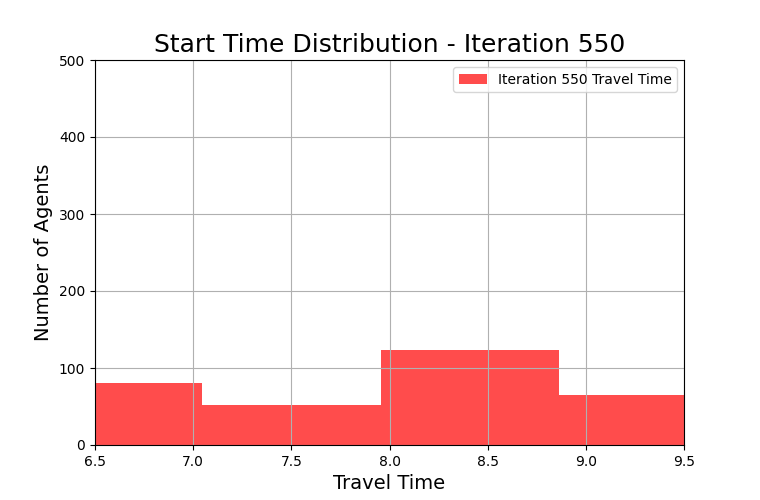 Start Time Distribution - Iteration 550
Number of Agents
500
400
300
200
100
0
Iteration 550 Travel Time
6.5 7.0 7.5 8.0 8.5 9.0 9.5
Travel Time